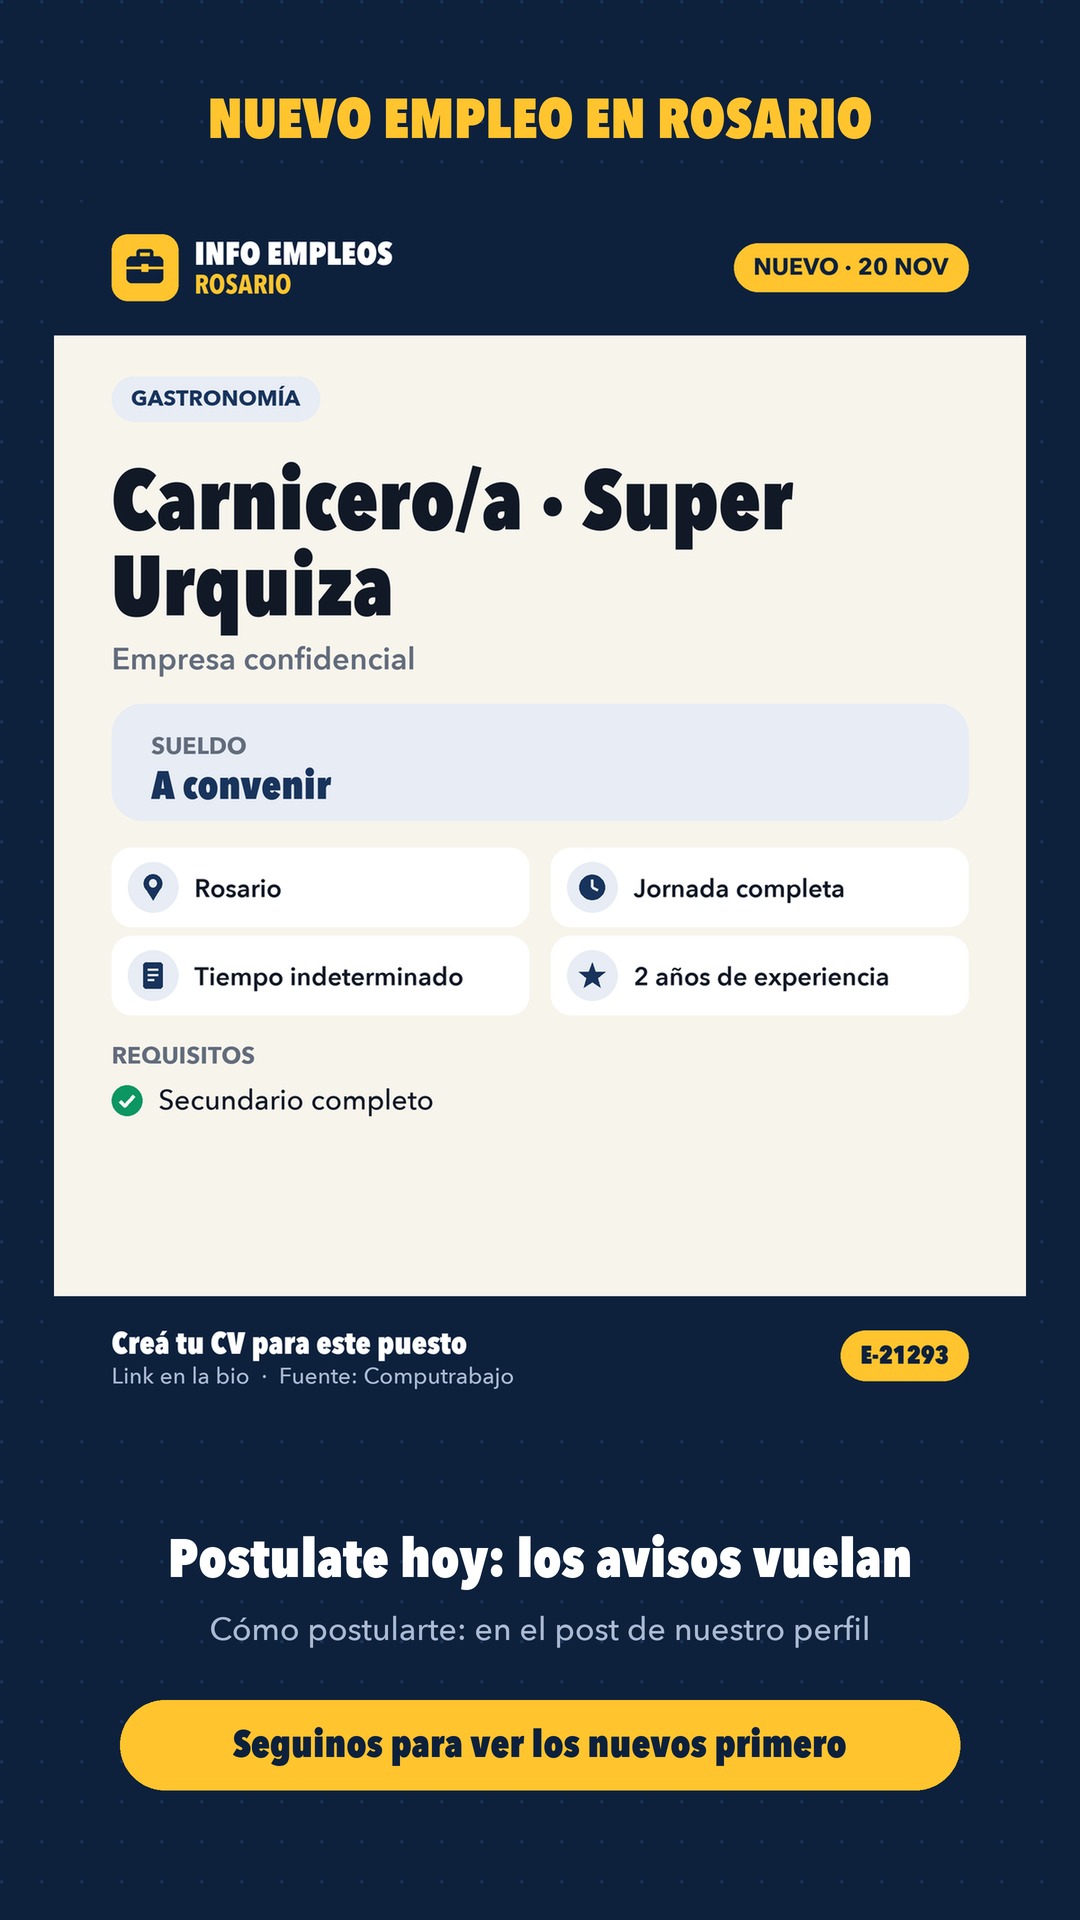 NUEVO EMPLEO EN ROSARIO
INFO EMPLEOS
ROSARIO
NUEVO · 20 NOV
GASTRONOMÍA
Carnicero/a · Super
Urquiza
Empresa confidencial
SUELDO
A convenir
Rosario
Jornada completa
Tiempo indeterminado
2 años de experiencia
REQUISITOS
Secundario completo
Creá tu CV para este puesto
Link en la bio · Fuente: Computrabajo
E-21293
Postulate hoy: los avisos vuelan
Cómo postularte: en el post de nuestro perfil
Seguinos para ver los nuevos primero